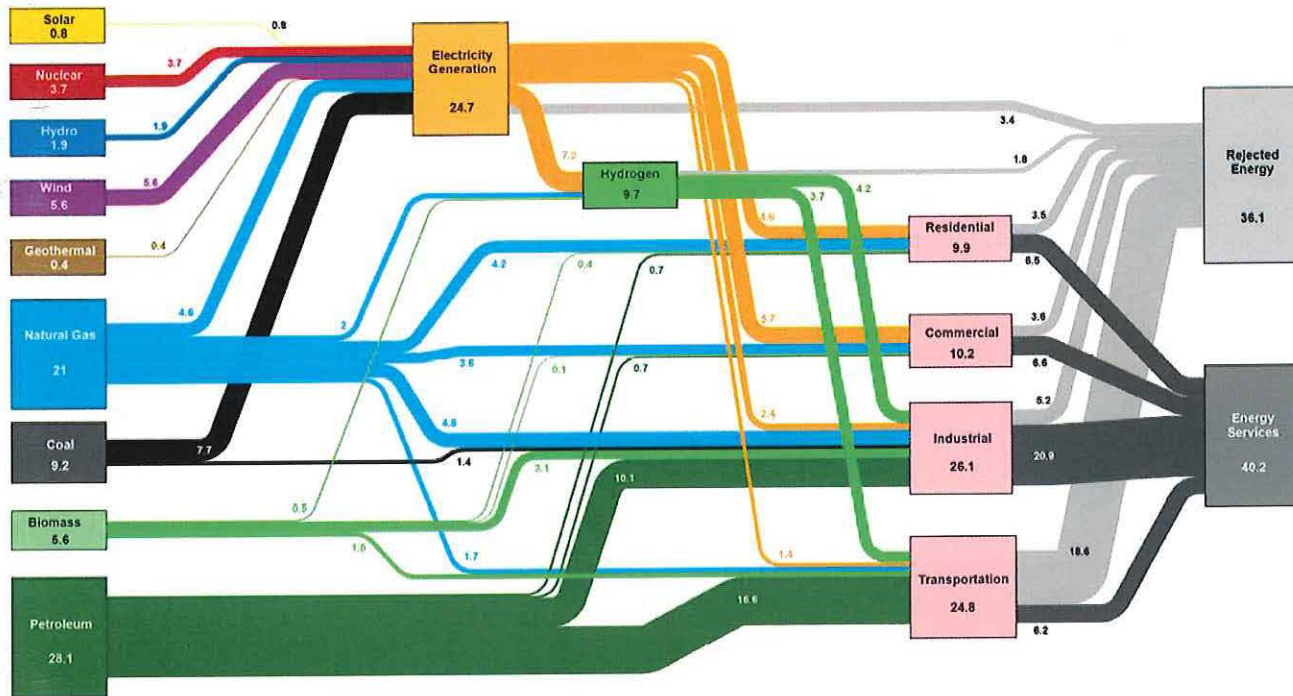 Solar
0.8
0.8
Nuclear
3.7
3.7
Hydro
1.9
1.9
Wind
5.6
5.6
Geothermal
0.4
0.4
Natural Gas
21
4.6
2
4.2
3.6
4.8
1.7
Coal
9.2
7.7
1.4
Biomass
5.6
0.5
0.4
0.1
3.1
1.5
Petroleum
28.1
0.7
0.7
10.1
16.6
Electricity
Generation
24.7
7.2
4.6
5.7
2.4
1.4
3.4
Hydrogen
9.7
1.8
4.2
3.7
Residential
9.9
3.5
6.5
Commercial
10.2
3.6
6.6
Industrial
26.1
5.2
20.9
Transportation
24.8
18.6
6.2
Rejected
Energy
36.1
Energy
Services
40.2